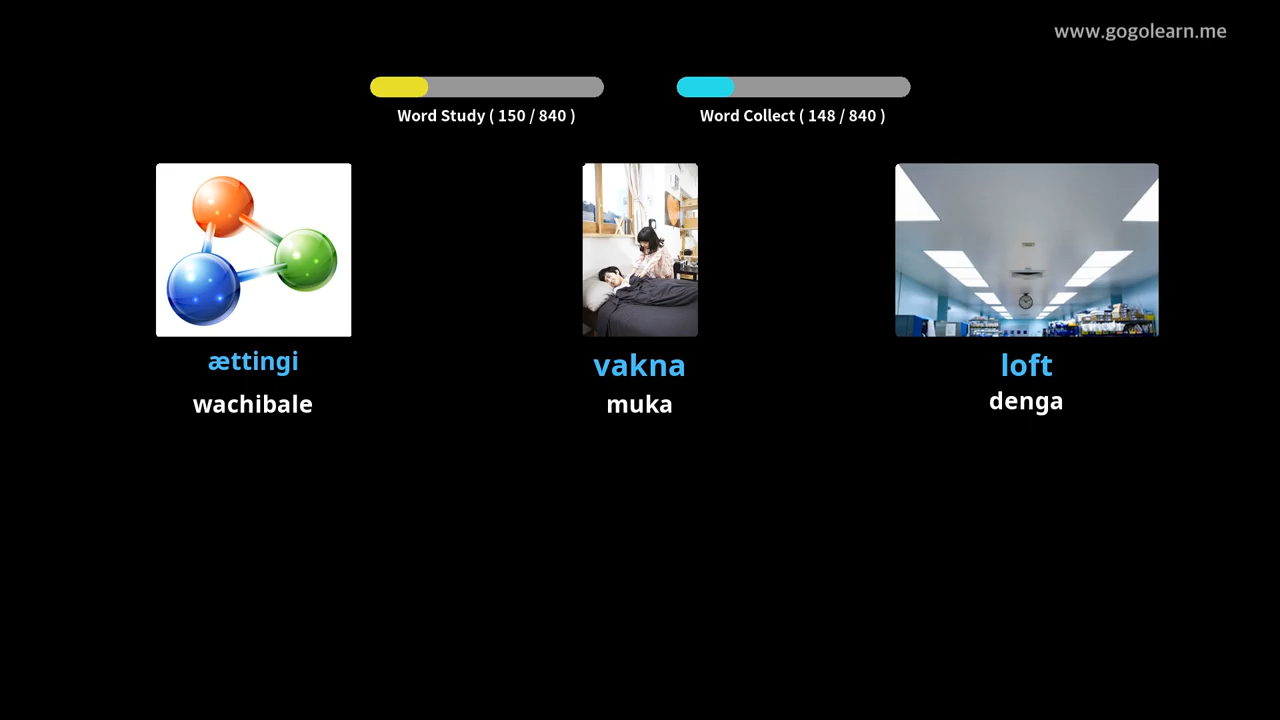 www.gogolearn.me
Word Study ( 150 / 840 )
Word Collect ( 148 / 840 )
ættingi
wachibale
vakna
muka
loft
denga